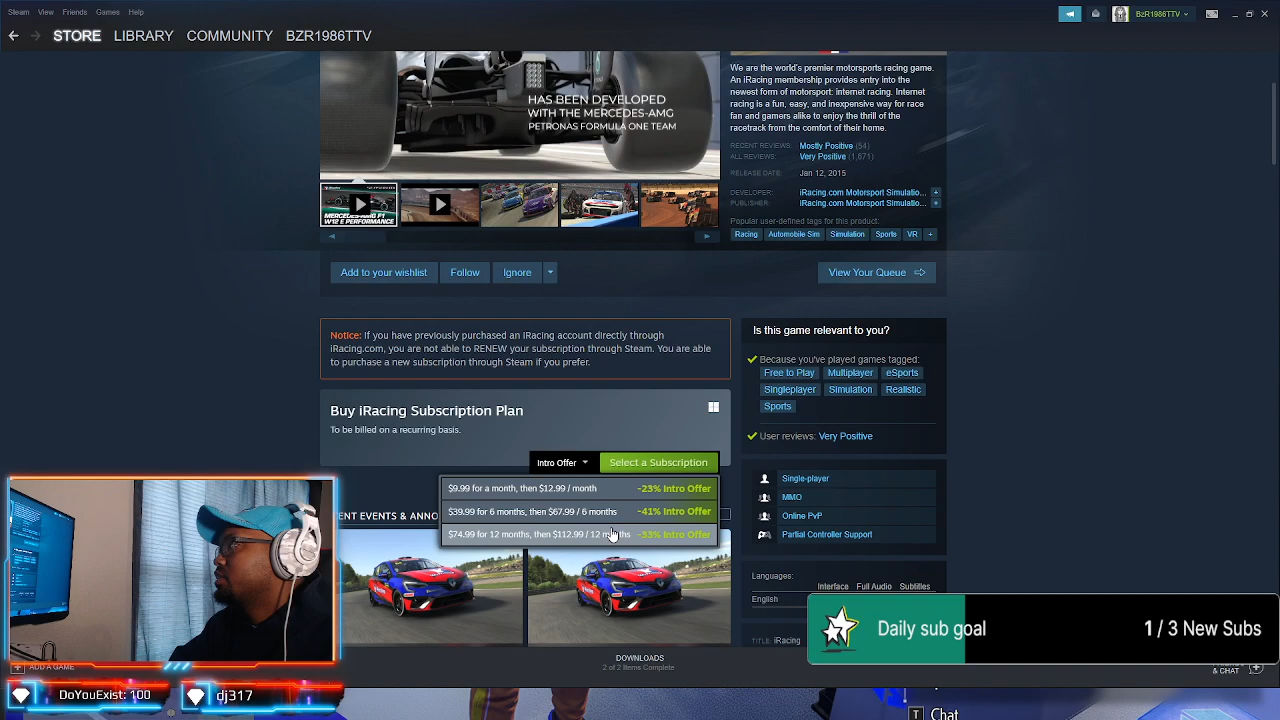 Steam View Friends Games Help
BZR1986TTV
STORE LIBRARY COMMUNITY BZR1986TTV
HAS BEEN DEVELOPED
WITH THE MERCEDES-AMG
PETRONAS FORMULA ONE TEAM
MERCEDES-AMG F1
W12 E PERFORMANCE
We are the world's premier motorsports racing game.
An iRacing membership provides entry into the
newest form of motorsport: internet racing. Internet
racing is a fun, easy, and inexpensive way for race
fan and gamers alike to enjoy the thrill of the
racetrack from the comfort of their home.
RECENT REVIEWS: Mostly Positive (54)
ALL REVIEWS: Very Positive (1,671)
RELEASE DATE: Jan 12, 2015
DEVELOPER: iRacing.com Motorsport Simulatio...
PUBLISHER: iRacing.com Motorsport Simulatio...
Popular user-defined tags for this product:
Racing Automobile Sim Simulation Sports VR +
Add to your wishlist Follow Ignore
View Your Queue
Notice: If you have previously purchased an iRacing account directly through
iRacing.com, you are not able to RENEW your subscription through Steam. You are able
to purchase a new subscription through Steam if you prefer.
Buy iRacing Subscription Plan
To be billed on a recurring basis.
Intro Offer Select a Subscription
$9.99 for a month, then $12.99 / month -23% Intro Offer
$39.99 for 6 months, then $67.99 / 6 months -41% Intro Offer
$74.99 for 12 months, then $112.99 / 12 months -33% Intro Offer
Is this game relevant to you?
Because you've played games tagged:
Free to Play Multiplayer eSports
Singleplayer Simulation Realistic
Sports
User reviews: Very Positive
Single-player
MMO
Online PvP
Partial Controller Support
Languages:
Interface Full Audio Subtitles
English
TITLE: iRacing
Daily sub goal 1 / 3 New Subs
ADD A GAME
DOWNLOADS
2 of 2 Items Complete
& CHAT
DoYouExist: 100
dj317
T Chat